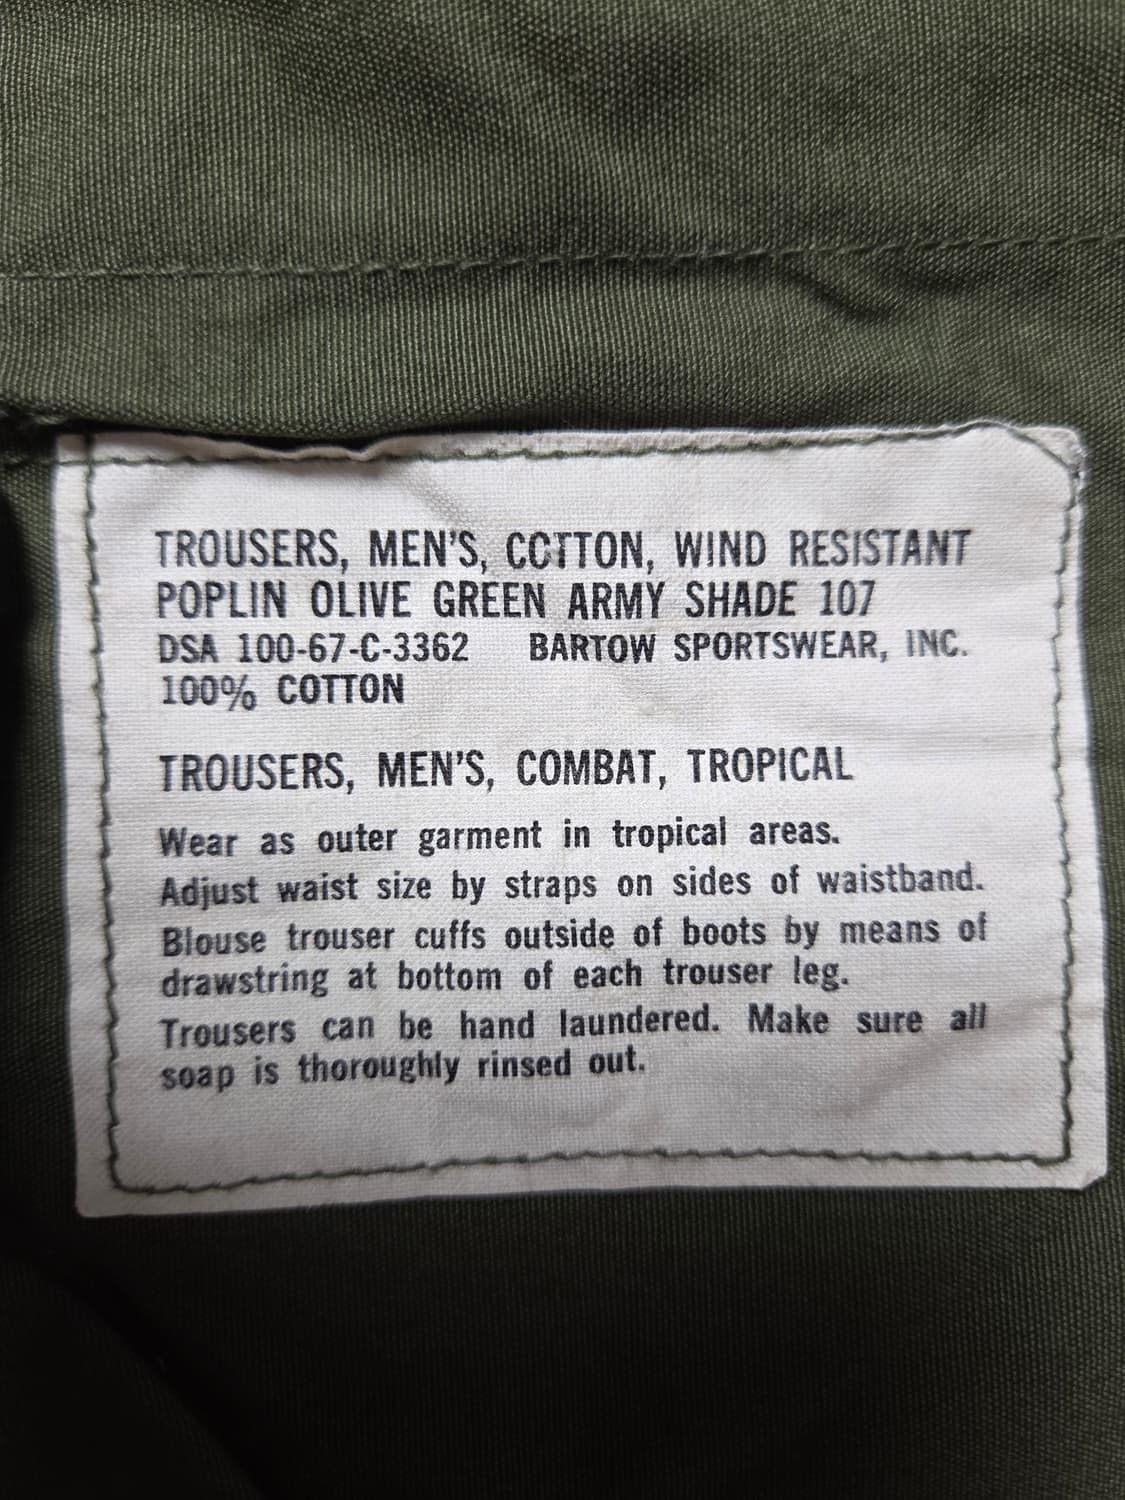 TROUSERS, MEN'S, COTTON, WIND RESISTANT
POPLIN OLIVE GREEN ARMY SHADE 107
DSA 100-67-C-3362 BARTOW SPORTSWEAR, INC.
100% COTTON
TROUSERS, MEN'S, COMBAT, TROPICAL
Wear as outer garment in tropical areas.
Adjust waist size by straps on sides of waistband.
Blouse trouser cuffs outside of boots by means of
drawstring at bottom of each trouser leg.
Trousers can be hand laundered. Make sure all
soap is thoroughly rinsed out.